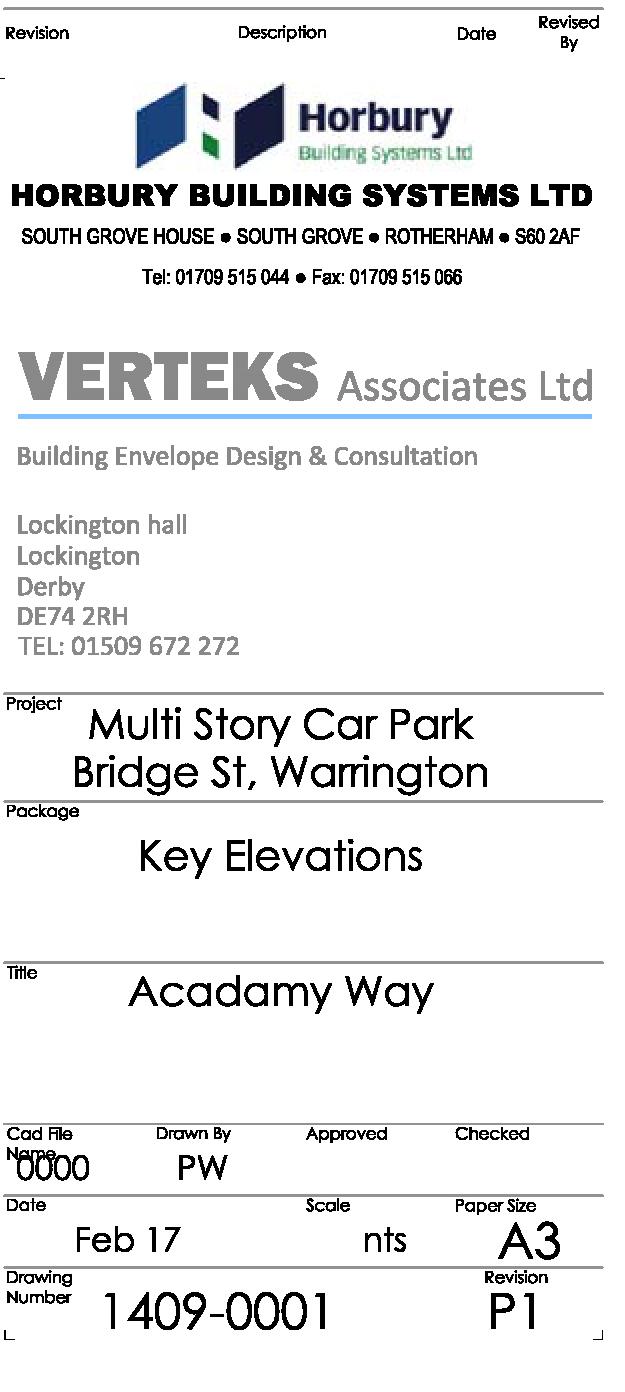 Revision Description Date Revised By
Horbury
Building Systems Ltd
HORBURY BUILDING SYSTEMS LTD
SOUTH GROVE HOUSE ● SOUTH GROVE ● ROTHERHAM ● S60 2AF
Tel: 01709 515 044 ● Fax: 01709 515 066
VERTEKS Associates Ltd
Building Envelope Design & Consultation
Lockington hall
Lockington
Derby
DE74 2RH
TEL: 01509 672 272
Project
Multi Story Car Park
Bridge St, Warrington
Package
Key Elevations
Title
Acadamy Way
Cad File Name Drawn By Approved Checked
0000 PW
Date Scale Paper Size
Feb 17 nts A3
Drawing Number Revision
1409-0001 P1